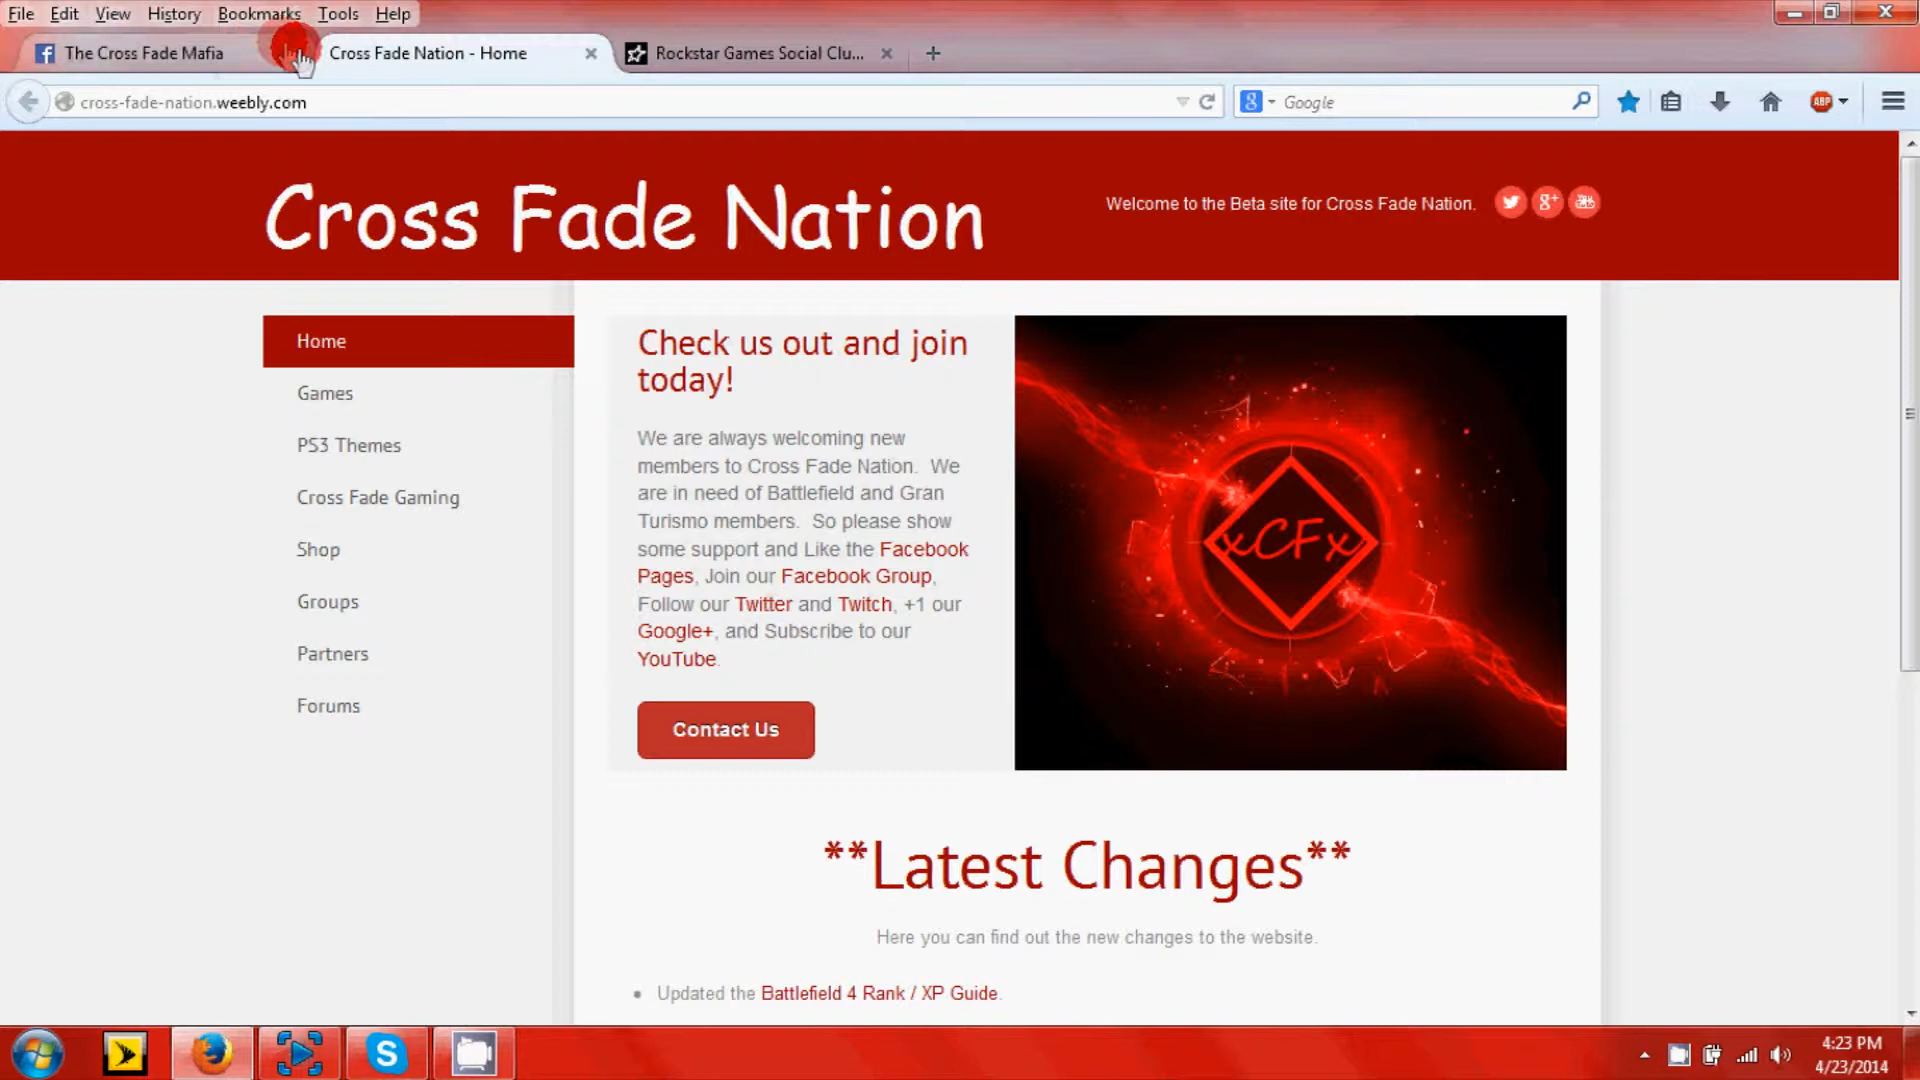 File Edit View History Bookmarks Tools Help
The Cross Fade Mafia
Cross Fade Nation - Home
Rockstar Games Social Clu...
cross-fade-nation.weebly.com
Google
ABP
Cross Fade Nation
Welcome to the Beta site for Cross Fade Nation.
Home
Games
PS3 Themes
Cross Fade Gaming
Shop
Groups
Partners
Forums
Check us out and join
today!
We are always welcoming new
members to Cross Fade Nation. We
are in need of Battlefield and Gran
Turismo members. So please show
some support and Like the Facebook
Pages, Join our Facebook Group,
Follow our Twitter and Twitch, +1 our
Google+, and Subscribe to our
YouTube.
Contact Us
xCFx
**Latest Changes**
Here you can find out the new changes to the website.
• Updated the Battlefield 4 Rank / XP Guide.
4:23 PM
4/23/2014